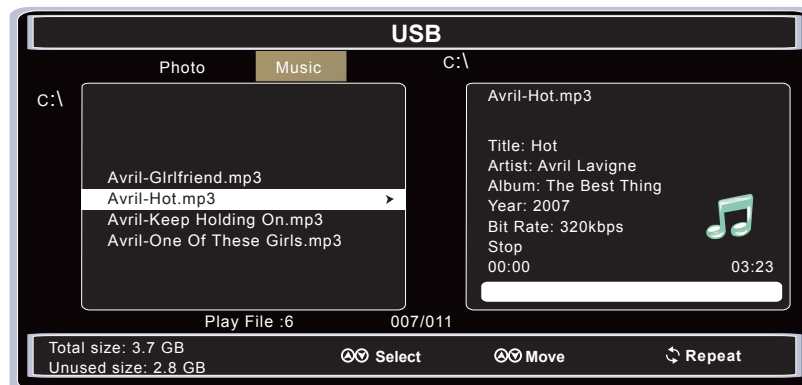 USB
Photo Music C:\
C:\
Avril-GIrlfriend.mp3
Avril-Hot.mp3
Avril-Keep Holding On.mp3
Avril-One Of These Girls.mp3
Avril-Hot.mp3
Title: Hot
Artist: Avril Lavigne
Album: The Best Thing
Year: 2007
Bit Rate: 320kbps
Stop
00:00 03:23
Play File :6 007/011
Total size: 3.7 GB
Unused size: 2.8 GB
Select Move Repeat